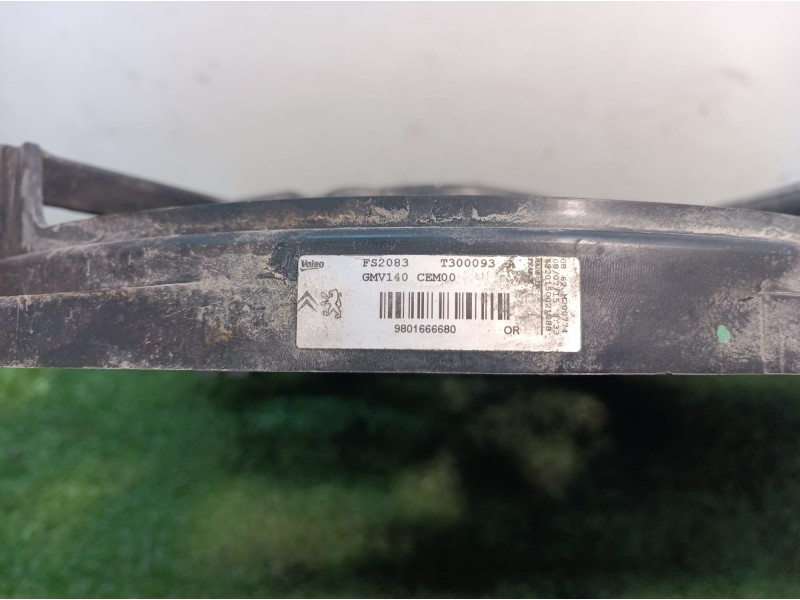 Valeo
FS2083 T300093 A
GMV140 CEM00
9801666680 OR